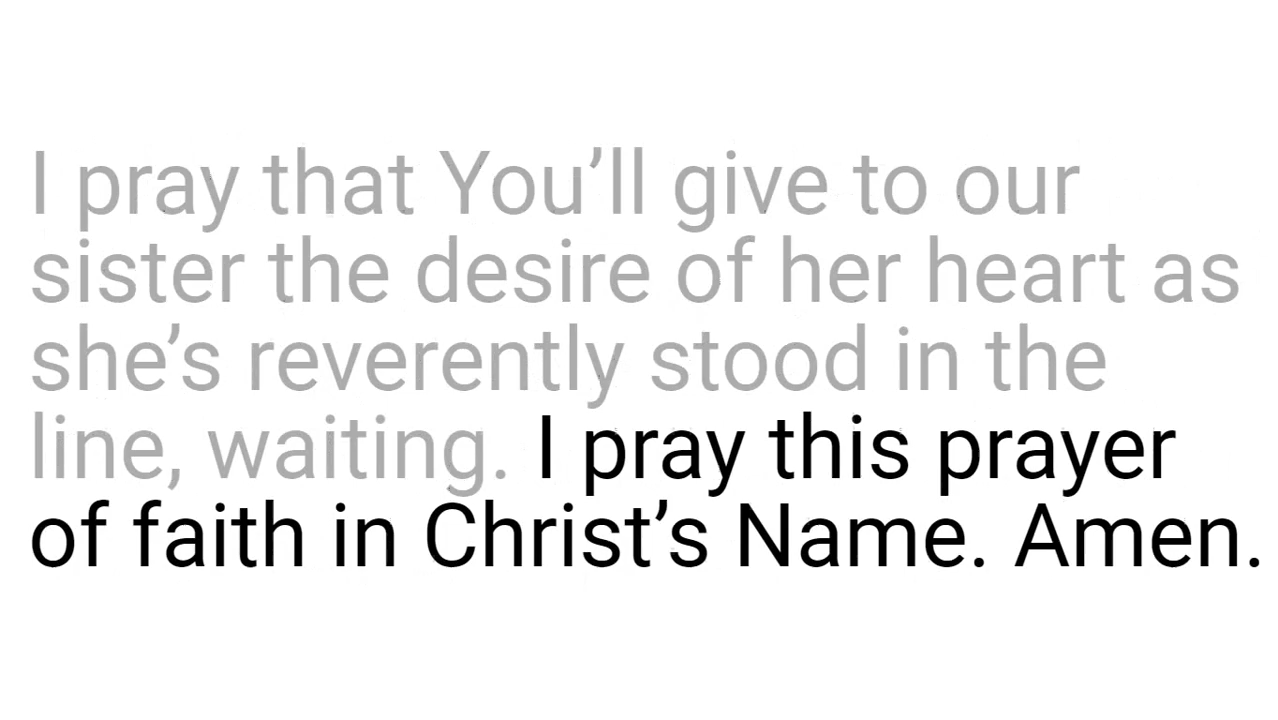 I pray that You’ll give to our
sister the desire of her heart as
she’s reverently stood in the
line, waiting. I pray this prayer
of faith in Christ’s Name. Amen.